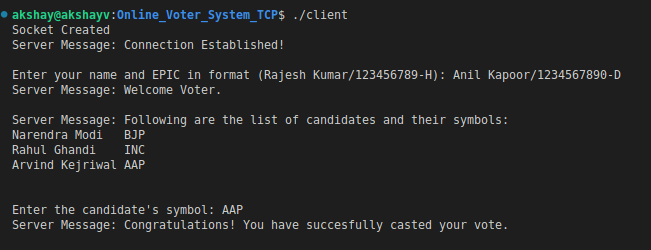 akshay@akshayv:Online_Voter_System_TCP$ ./client
Socket Created
Server Message: Connection Established!
Enter your name and EPIC in format (Rajesh Kumar/123456789-H): Anil Kapoor/1234567890-D
Server Message: Welcome Voter.
Server Message: Following are the list of candidates and their symbols:
Narendra Modi   BJP
Rahul Ghandi    INC
Arvind Kejriwal AAP
Enter the candidate's symbol: AAP
Server Message: Congratulations! You have succesfully casted your vote.